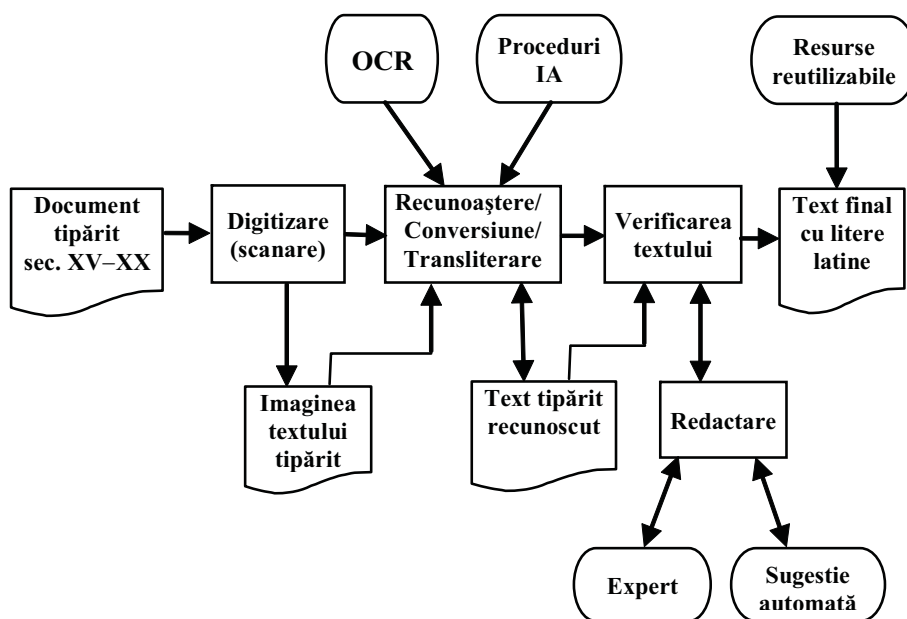 OCR
Proceduri
IA
Resurse
reutilizabile
Document
tipărit
sec. XV–XX
Digitizare
(scanare)
Recunoaştere/
Conversiune/
Transliterare
Verificarea
textului
Text final
cu litere
latine
Imaginea
textului
tipărit
Text tipărit
recunoscut
Redactare
Expert
Sugestie
automată